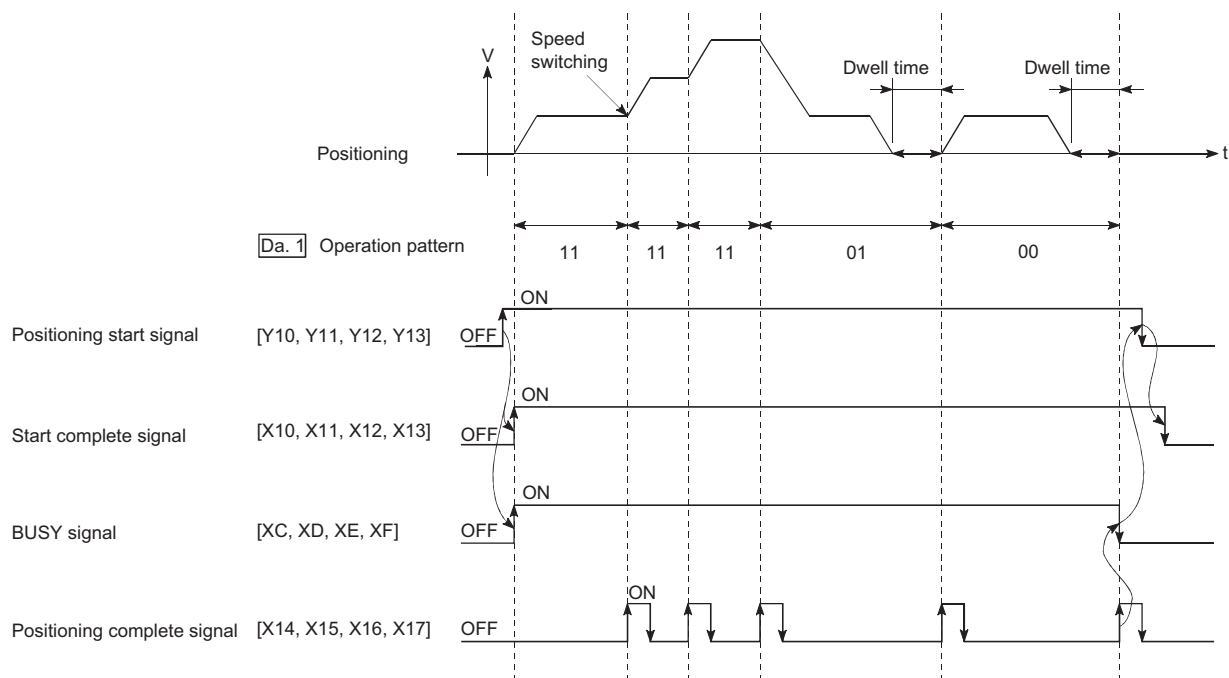 Speed
switching
V
Dwell time
Dwell time
Positioning
t
Da. 1 Operation pattern
11
11
11
01
00
ON
Positioning start signal [Y10, Y11, Y12, Y13] OFF
ON
Start complete signal [X10, X11, X12, X13] OFF
ON
BUSY signal [XC, XD, XE, XF] OFF
ON
Positioning complete signal [X14, X15, X16, X17] OFF